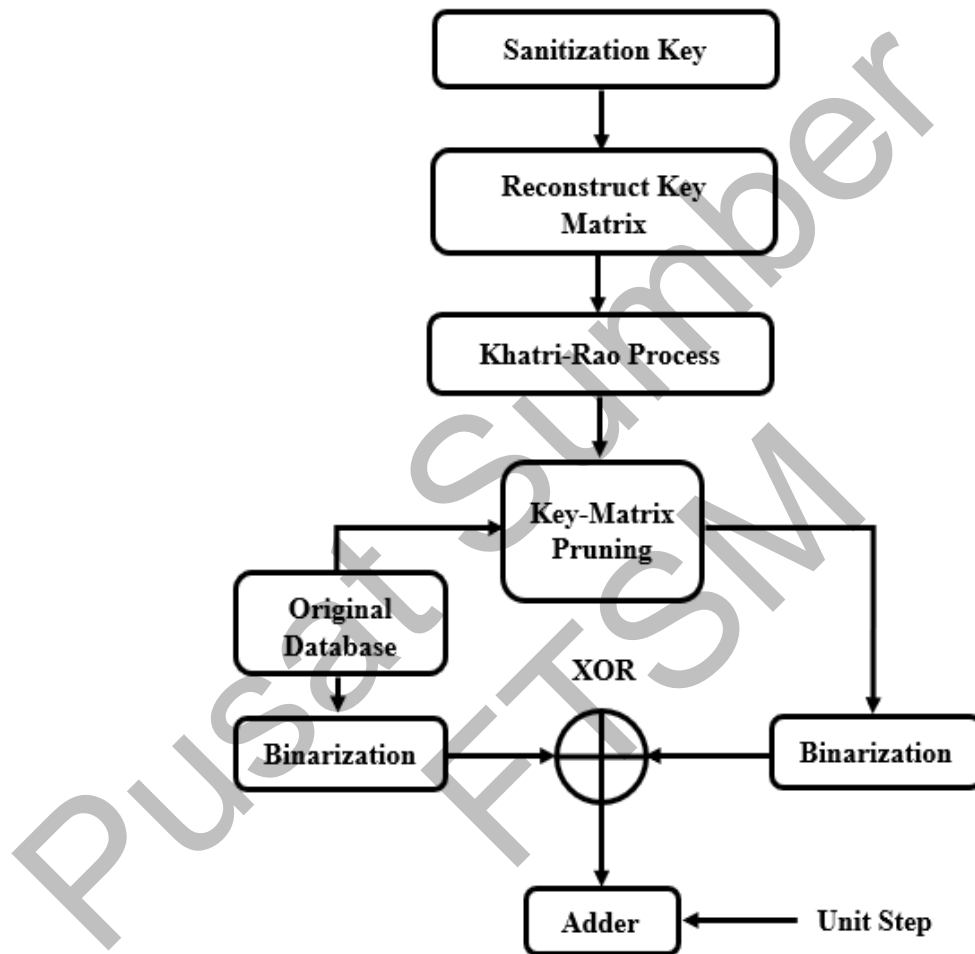 Sanitization Key
Reconstruct Key
Matrix
Khatri-Rao Process
Key-Matrix
Pruning
Original
Database
XOR
Binarization
Binarization
Adder
Unit Step
Pusat Sumber
FTSM